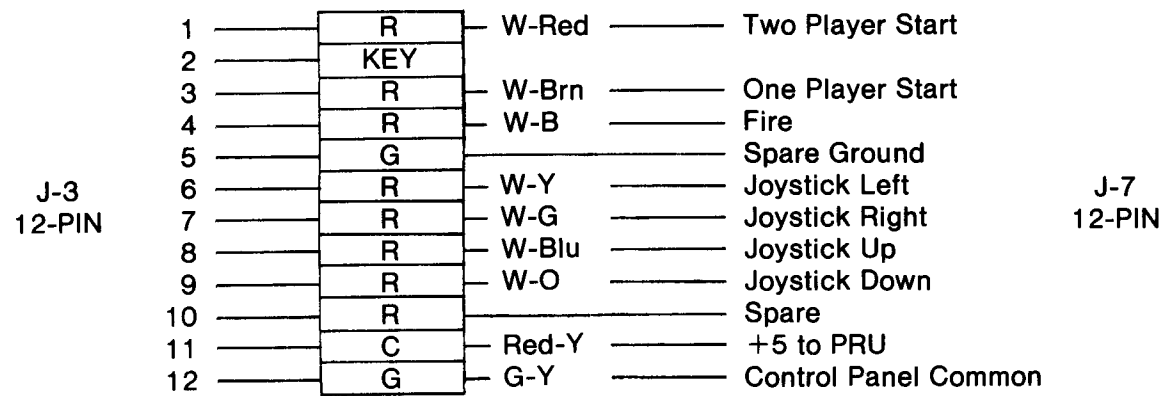 1 R W-Red Two Player Start
2 KEY
3 R W-Brn One Player Start
4 R W-B Fire
5 G Spare Ground
J-3 6 R W-Y Joystick Left J-7
12-PIN 7 R W-G Joystick Right 12-PIN
8 R W-Blu Joystick Up
9 R W-O Joystick Down
10 R Spare
11 C Red-Y +5 to PRU
12 G G-Y Control Panel Common